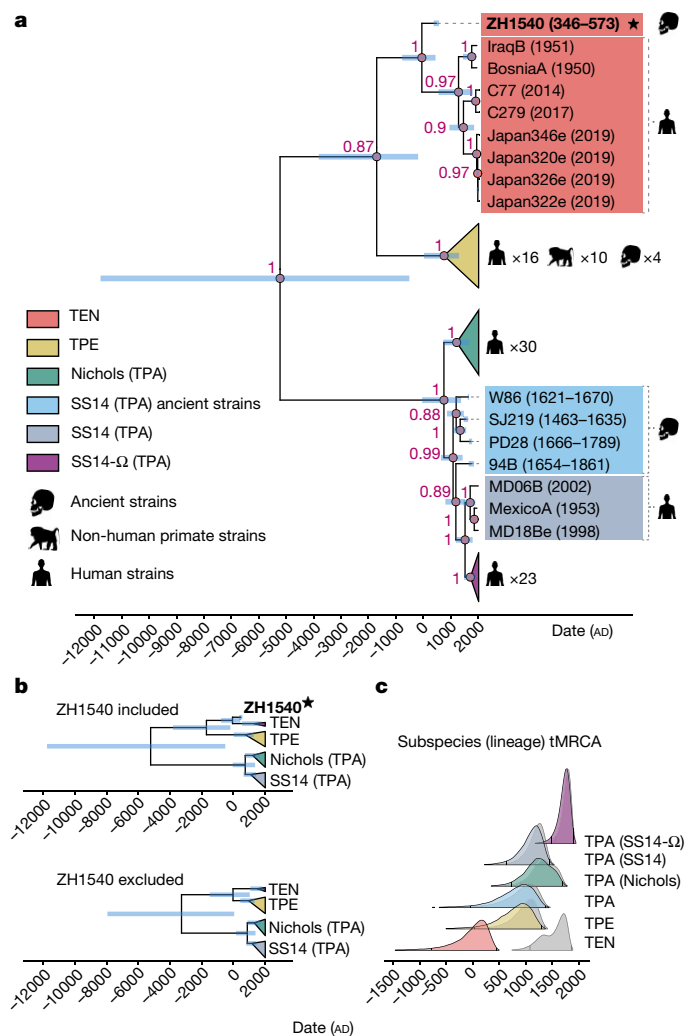 a
ZH1540 (346–573) ★
IraqB (1951)
BosniaA (1950)
C77 (2014)
C279 (2017)
Japan346e (2019)
Japan320e (2019)
Japan326e (2019)
Japan322e (2019)
1
0.97
1
0.9
1
0.97
0.87
1
×16 ×10 ×4
1
TEN
TPE
Nichols (TPA)
SS14 (TPA) ancient strains
SS14 (TPA)
SS14-Ω (TPA)
Ancient strains
Non-human primate strains
Human strains
1
×30
1
0.88
1
0.99
W86 (1621–1670)
SJ219 (1463–1635)
PD28 (1666–1789)
94B (1654–1861)
0.89
1
1
1
MD06B (2002)
MexicoA (1953)
MD18Be (1998)
1
×23
−12000 −11000 −10000 −9000 −8000 −7000 −6000 −5000 −4000 −3000 −2000 −1000 0 1000 2000
Date (AD)
b
ZH1540 included
ZH1540★
TEN
TPE
Nichols (TPA)
SS14 (TPA)
−12000 −10000 −8000 −6000 −4000 −2000 0 2000
ZH1540 excluded
TEN
TPE
Nichols (TPA)
SS14 (TPA)
−12000 −10000 −8000 −6000 −4000 −2000 0 2000
Date (AD)
c
Subspecies (lineage) tMRCA
TPA (SS14-Ω)
TPA (SS14)
TPA (Nichols)
TPA
TPE
TEN
−1500 −1000 −500 0 500 1000 1500 2000